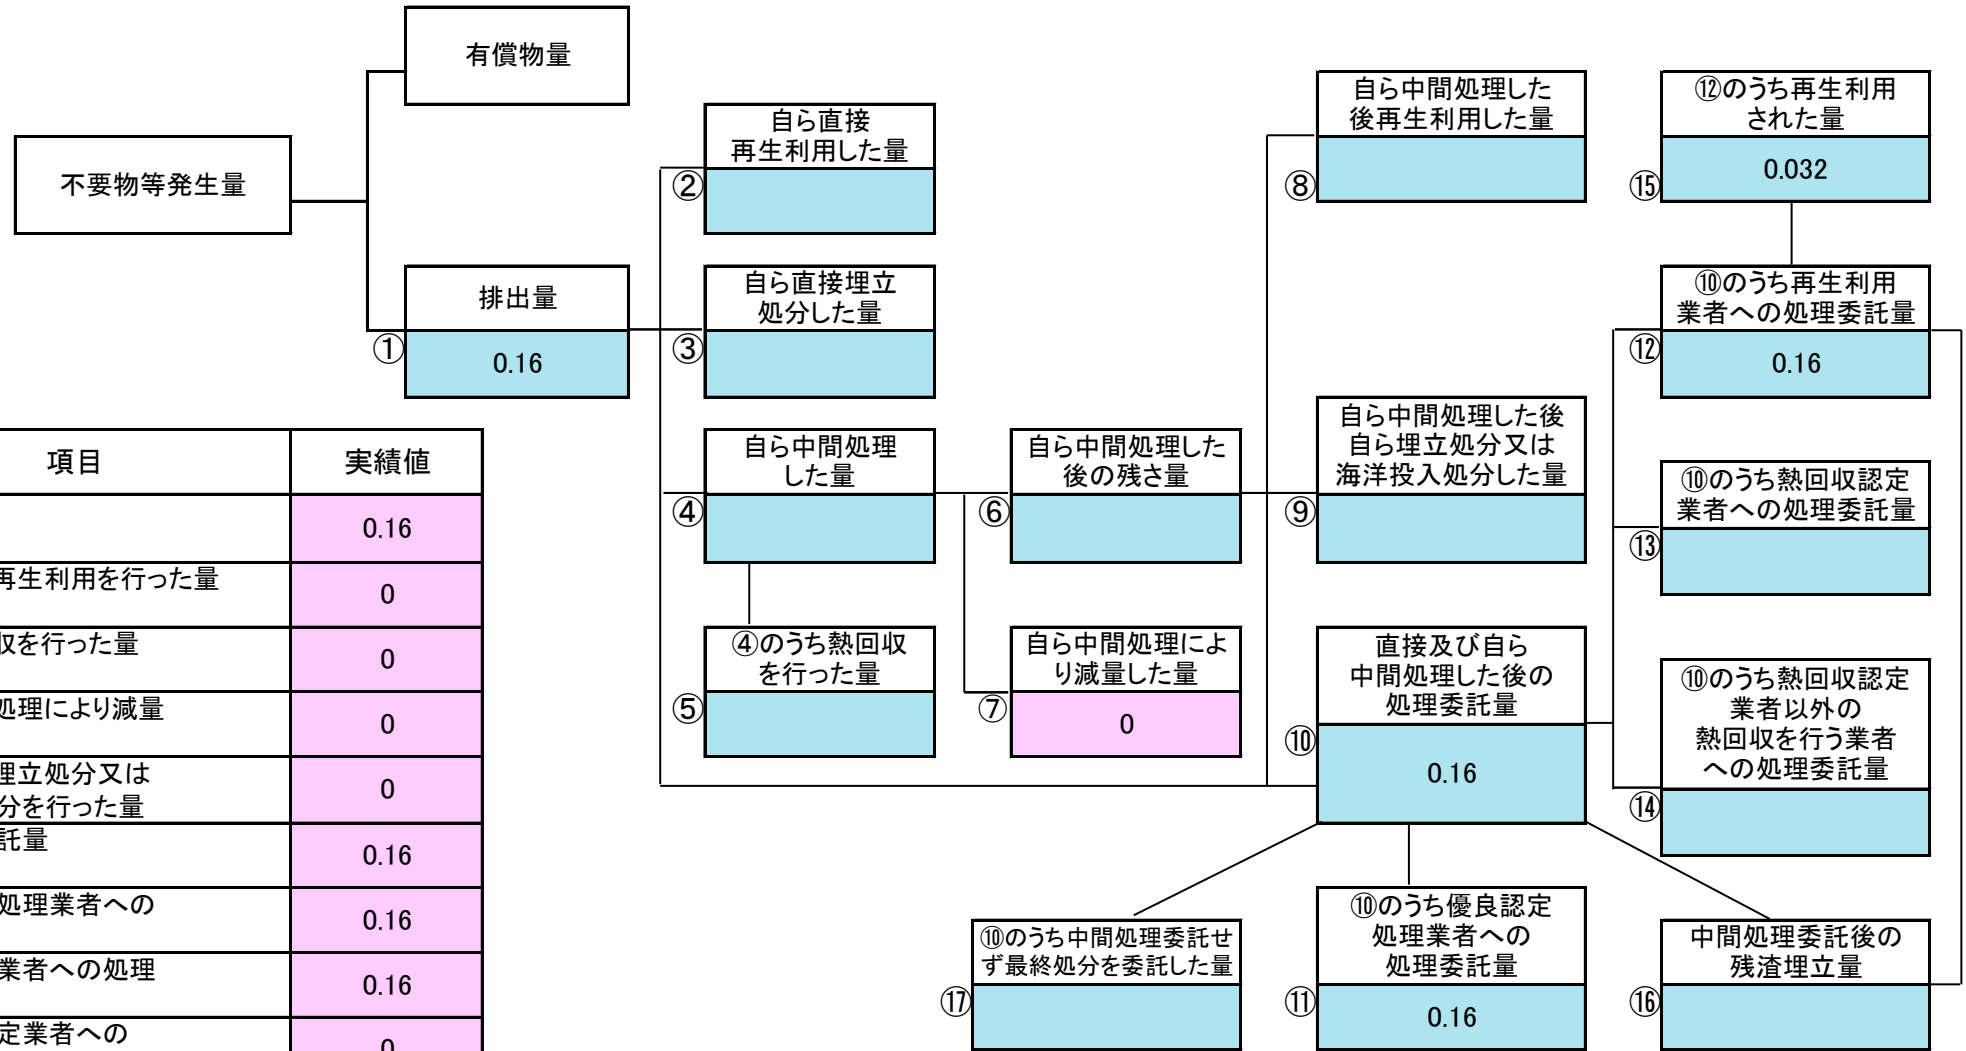 有償物量
不要物等発生量
排出量
①
0.16
自ら直接
再生利用した量
②
自ら直接埋立
処分した量
③
自ら中間処理
した量
④
④のうち熱回収
を行った量
⑤
自ら中間処理した
後の残さ量
⑥
自ら中間処理によ
り減量した量
⑦
0
自ら中間処理した
後再生利用した量
⑧
自ら中間処理した後
自ら埋立処分又は
海洋投入処分した量
⑨
直接及び自ら
中間処理した後の
処理委託量
⑩
0.16
⑫のうち再生利用
された量
⑮
0.032
⑩のうち再生利用
業者への処理委託量
⑫
0.16
⑩のうち熱回収認定
業者への処理委託量
⑬
⑩のうち熱回収認定
業者以外の
熱回収を行う業者
への処理委託量
⑭
⑩のうち中間処理委託せ
ず最終処分を委託した量
⑰
⑩のうち優良認定
処理業者への
処理委託量
⑪
0.16
中間処理委託後の
残渣埋立量
⑯
項目
実績値
0.16
再生利用を行った量
0
収を行った量
0
処理により減量
0
埋立処分又は
分を行った量
0
託量
0.16
処理業者への
0.16
業者への処理
0.16
定業者への
0